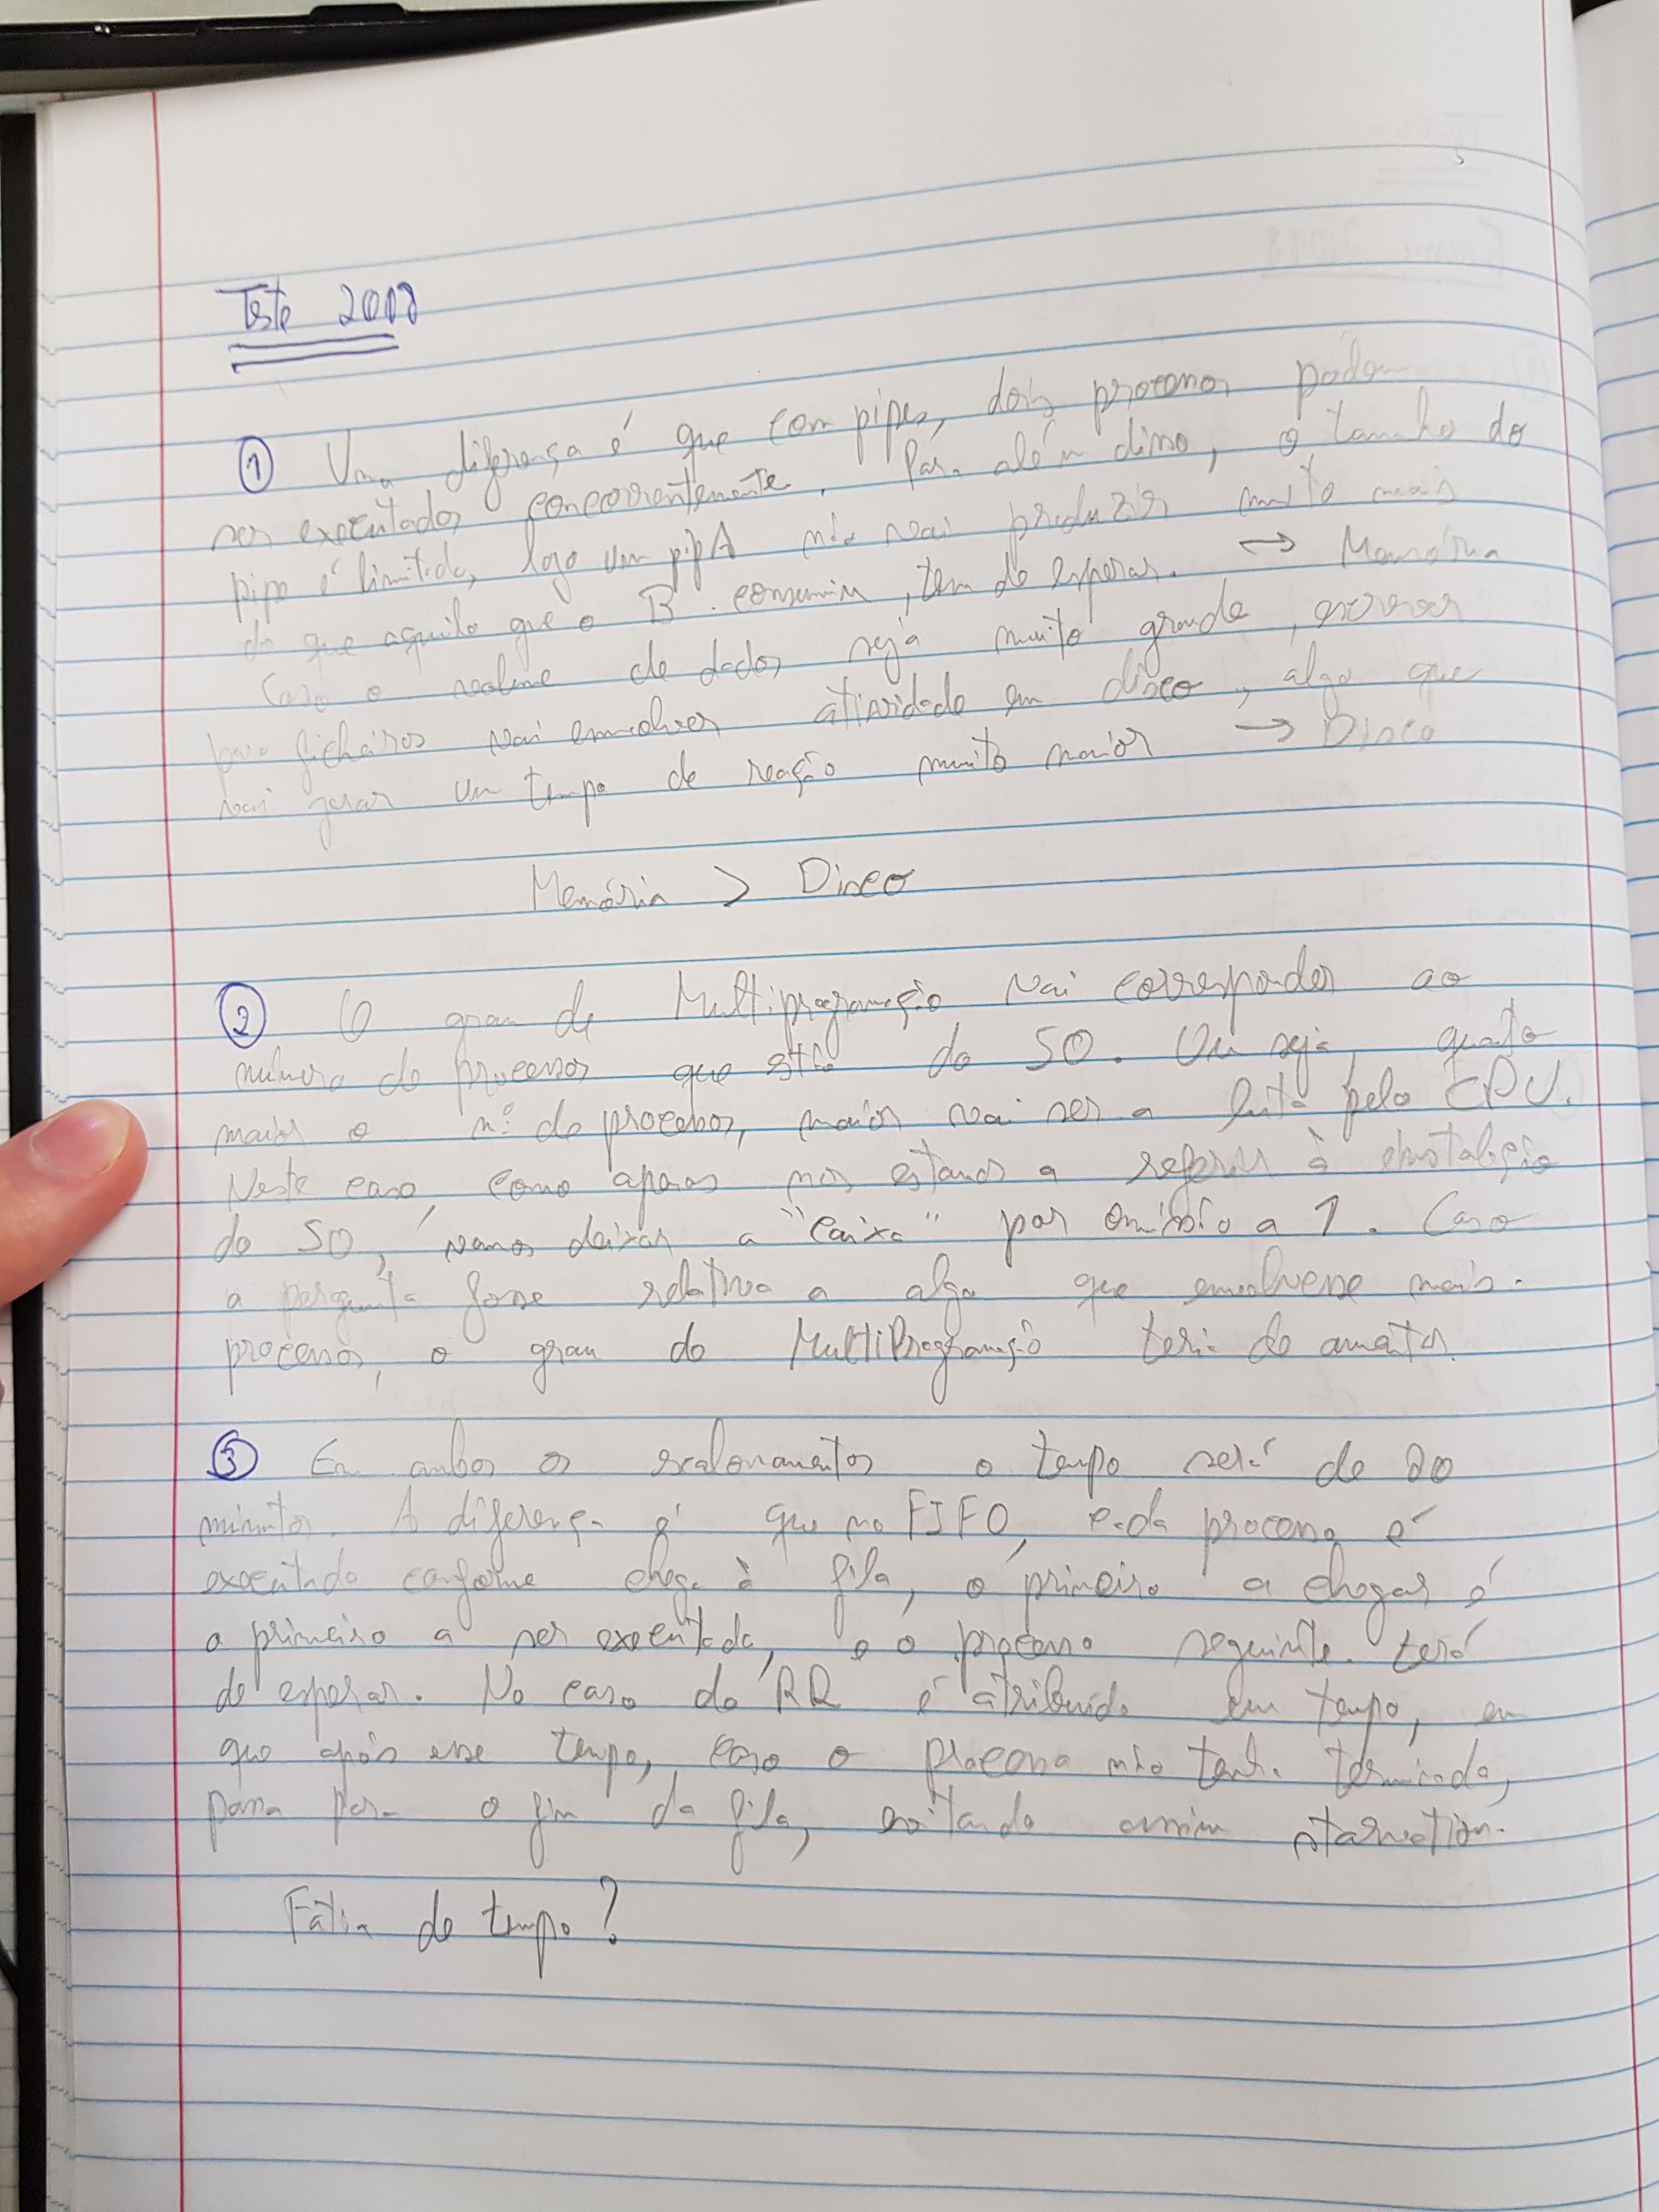 Teste 2018
① Uma diferença é que com pipes, dois processos podem
ser executados concorrentemente. Para além disso, o tamanho do
pipe é limitado, logo um pip A não vai produzir muito mais
do que aquilo que o B consumir, tem de esperar. → Memória
Caso o volume de dados seja muito grande, escrever
para ficheiros vai envolver atividade em disco, algo que
vai gerar um tempo de reação muito maior → Disco
Memória > Disco
② O grau de Multiprogramação vai corresponder ao
número de processos que estão do SO. Ou seja, quanto
maior o nº de processos, maior vai ser a luta pelo CPU.
Neste caso, como apenas nos estamos a referir à instalação
do SO, vamos deixar a "caixa" por omissão a 1. Caso
a pergunta fosse relativa a algo que envolvesse mais
processos, o grau de MultiProgramação teria de aumentar.
③ Em ambos os escalonamentos o tempo será de 20
minutos. A diferença é que no FIFO, cada processo é
executado conforme chega à fila, o primeiro a chegar é
o primeiro a ser executado, e o processo seguinte terá
de esperar. No caso do RR é atribuído um tempo, em
que após esse tempo, caso o processo não tenha terminado,
passa para o fim da fila, evitando assim starvation.
Fatia de tempo?